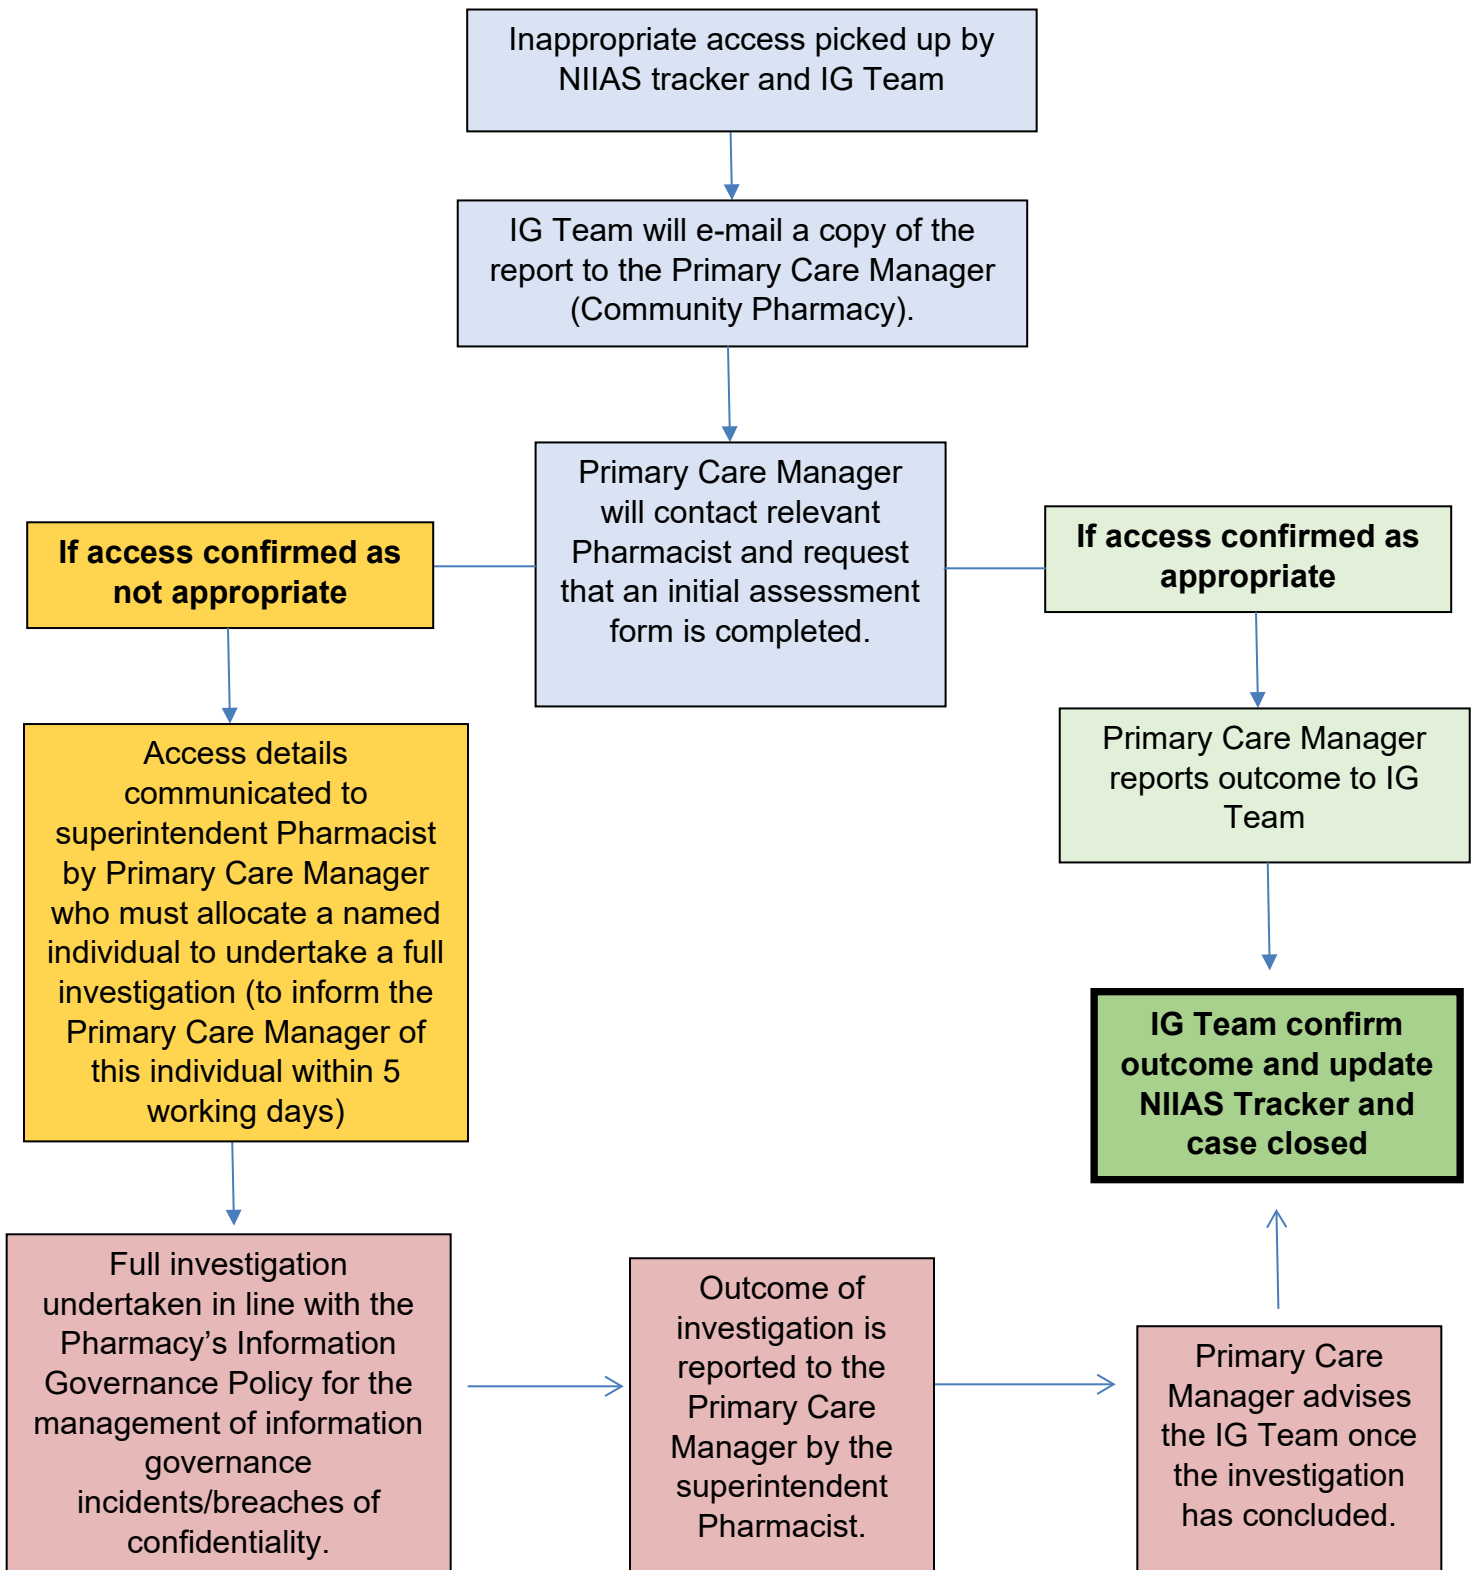 Inappropriate access picked up by
NIIAS tracker and IG Team
IG Team will e-mail a copy of the
report to the Primary Care Manager
(Community Pharmacy).
Primary Care Manager
will contact relevant
Pharmacist and request
that an initial assessment
form is completed.
If access confirmed as
not appropriate
If access confirmed as
appropriate
Access details
communicated to
superintendent Pharmacist
by Primary Care Manager
who must allocate a named
individual to undertake a full
investigation (to inform the
Primary Care Manager of
this individual within 5
working days)
Primary Care Manager
reports outcome to IG
Team
IG Team confirm
outcome and update
NIIAS Tracker and
case closed
Full investigation
undertaken in line with the
Pharmacy’s Information
Governance Policy for the
management of information
governance
incidents/breaches of
confidentiality.
Outcome of
investigation is
reported to the
Primary Care
Manager by the
superintendent
Pharmacist.
Primary Care
Manager advises
the IG Team once
the investigation
has concluded.